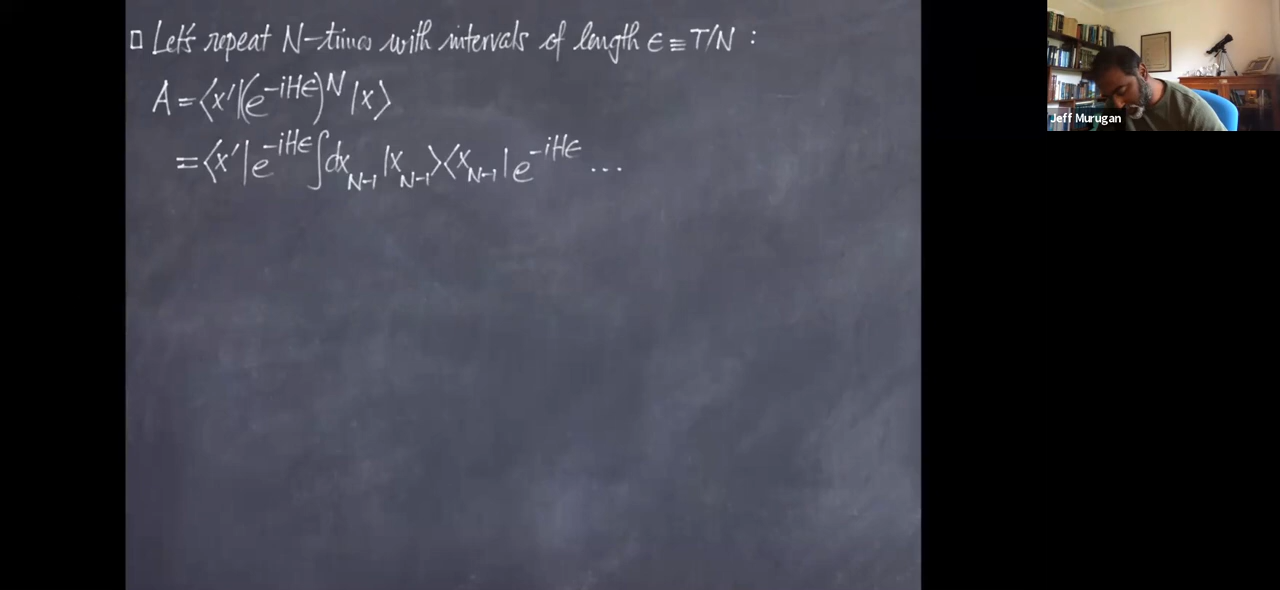 □ Let's repeat N-times with intervals of length ϵ ≡ T/N :
A = ⟨x'|(e^{-iHϵ})^N |x⟩
= ⟨x'| e^{-iHϵ} ∫dx_{N-1} |x_{N-1}⟩⟨x_{N-1}| e^{-iHϵ} ...
Jeff Murugan